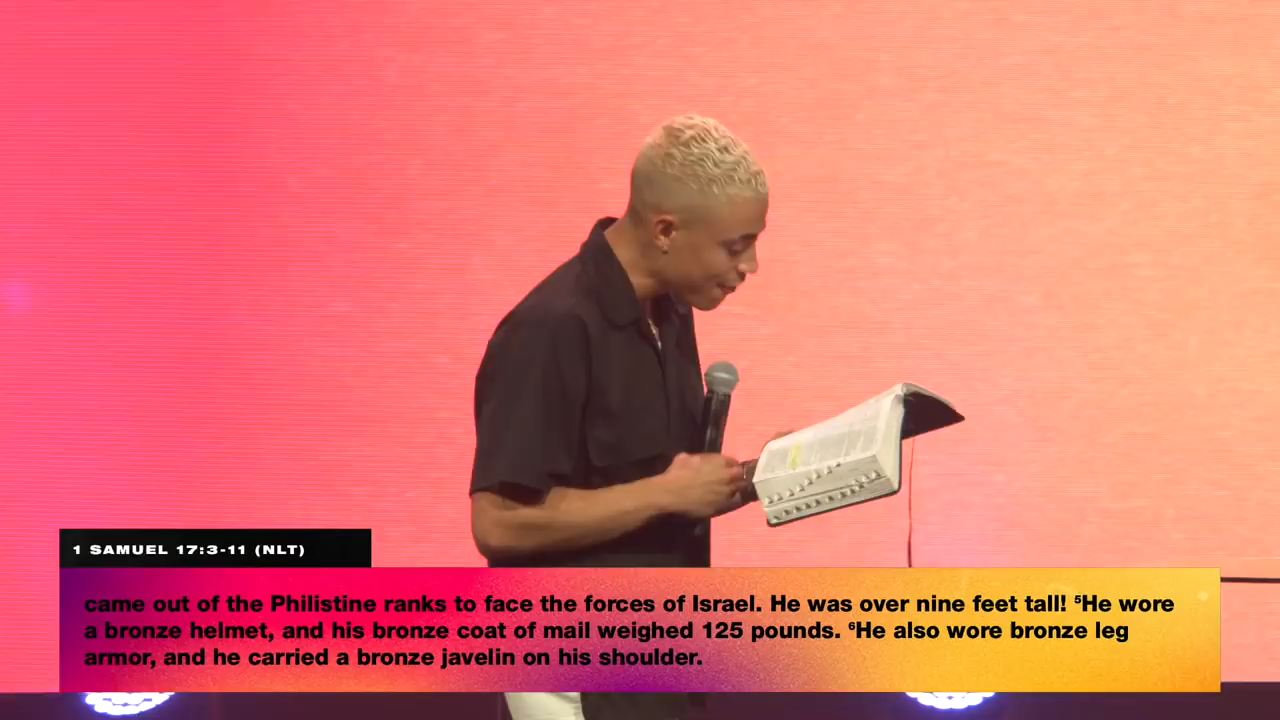 1 SAMUEL 17:3-11 (NLT)
came out of the Philistine ranks to face the forces of Israel. He was over nine feet tall! ⁵He wore
a bronze helmet, and his bronze coat of mail weighed 125 pounds. ⁶He also wore bronze leg
armor, and he carried a bronze javelin on his shoulder.